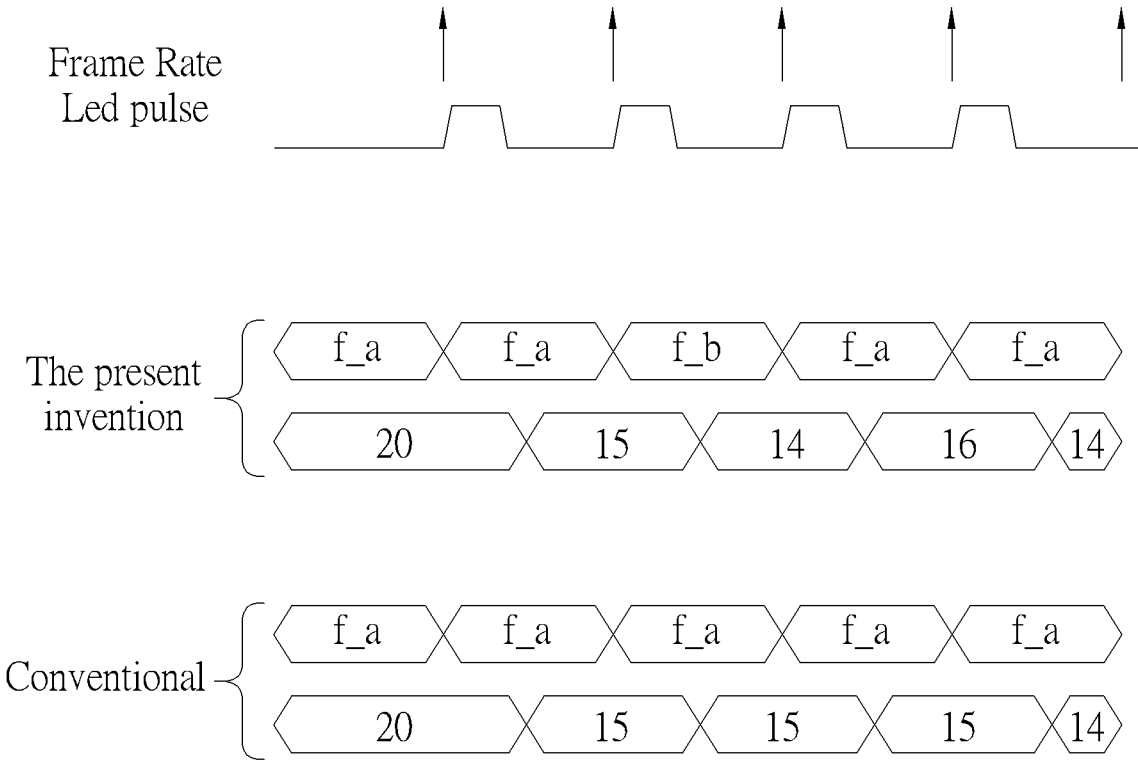 Frame Rate
Led pulse
The present
invention
f_a f_a f_b f_a f_a
20 15 14 16 14
Conventional
f_a f_a f_a f_a f_a
20 15 15 15 14